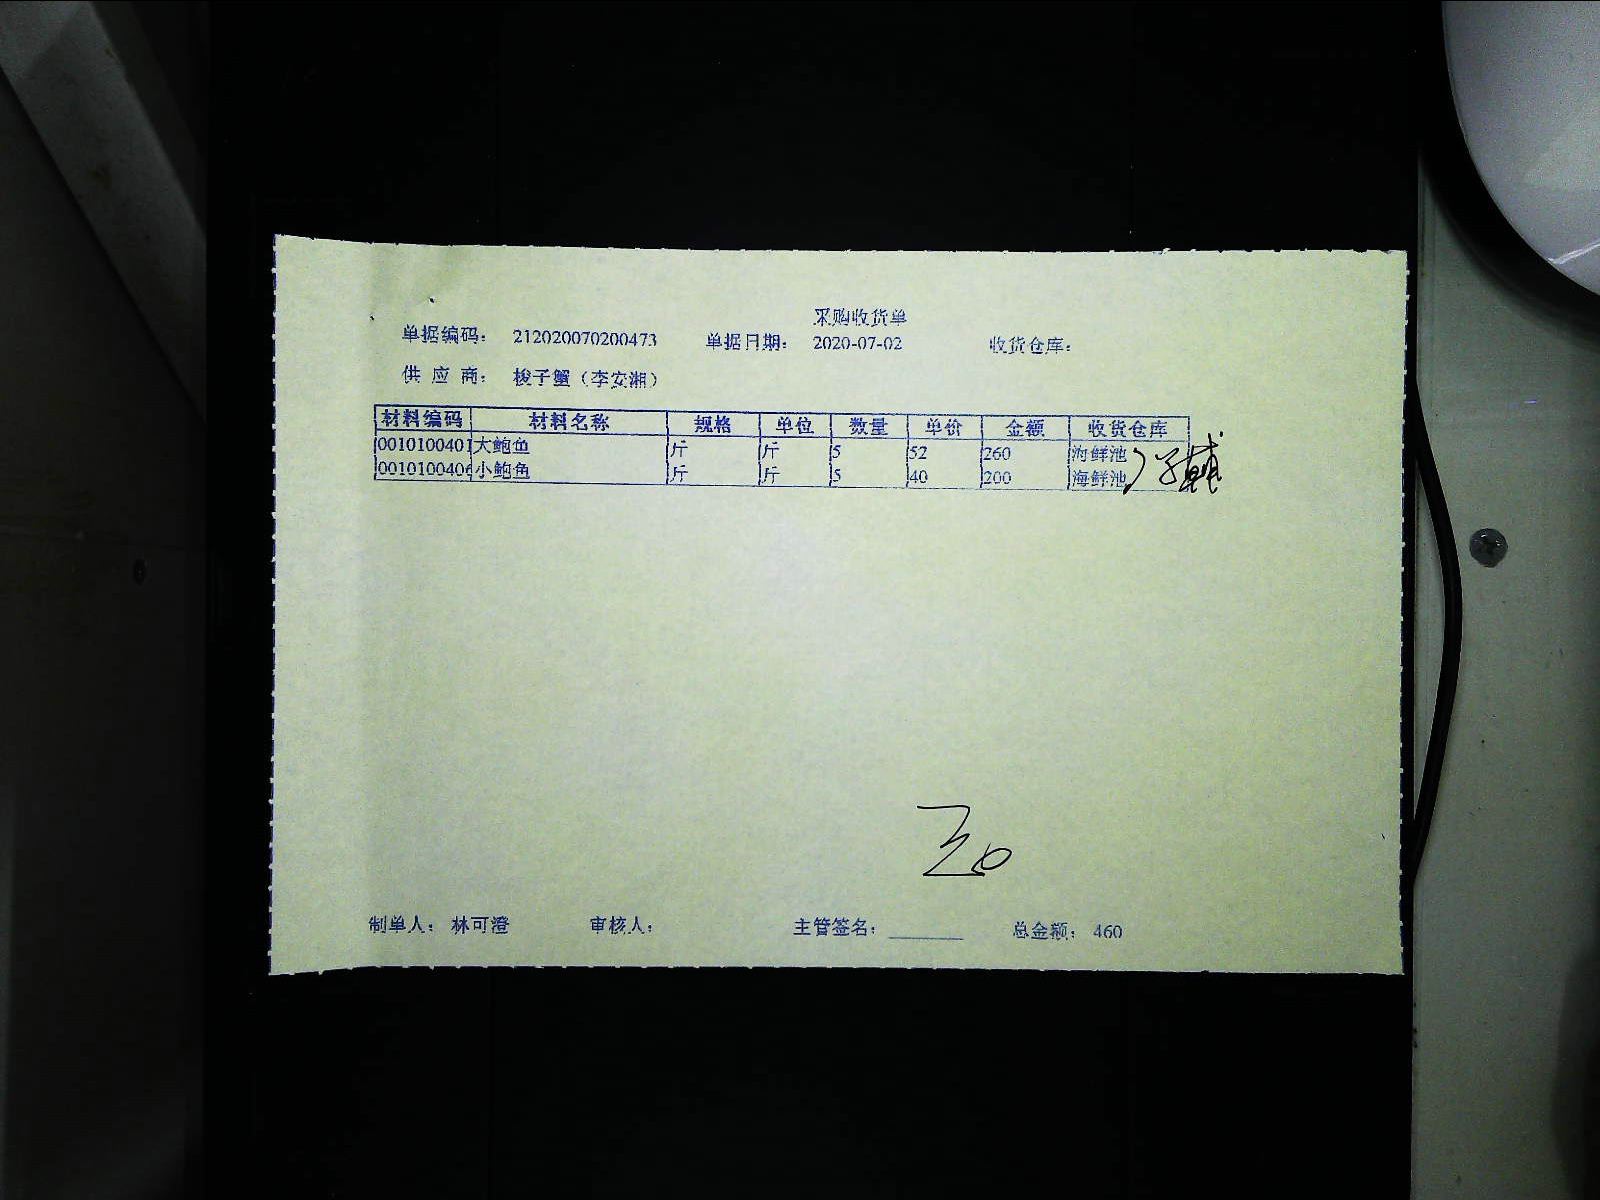 采购收货单
单据编码： 212020070200473 单据日期： 2020-07-02 收货仓库：
供 应 商： 梭子蟹（李安湘）
材料编码 材料名称 规格 单位 数量 单价 金额 收货仓库
0010100401 大鲍鱼 斤 斤 5 52 260 海鲜池
0010100406 小鲍鱼 斤 斤 5 40 200 海鲜池
制单人： 林可澄 审核人： 主管签名： 总金额： 460